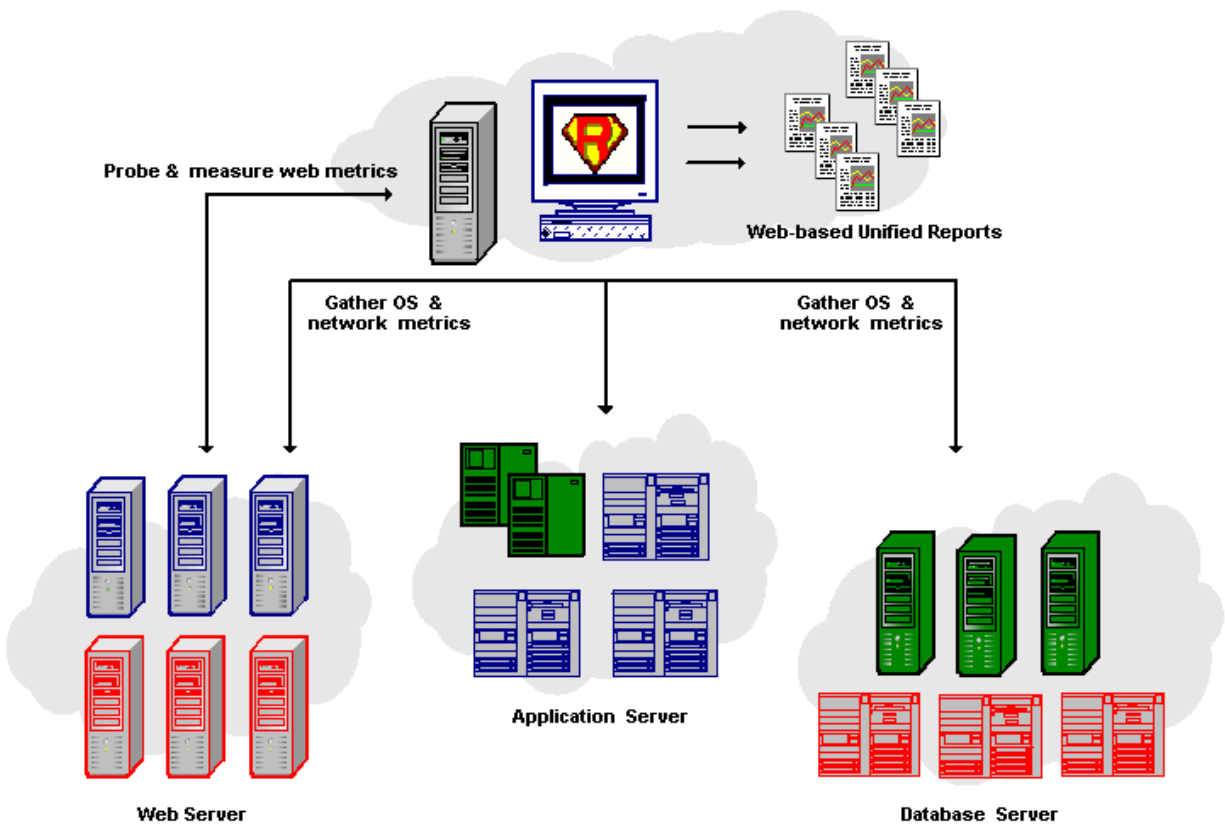 R
Probe & measure web metrics
Web-based Unified Reports
Gather OS &
network metrics
Gather OS &
network metrics
Application Server
Web Server
Database Server